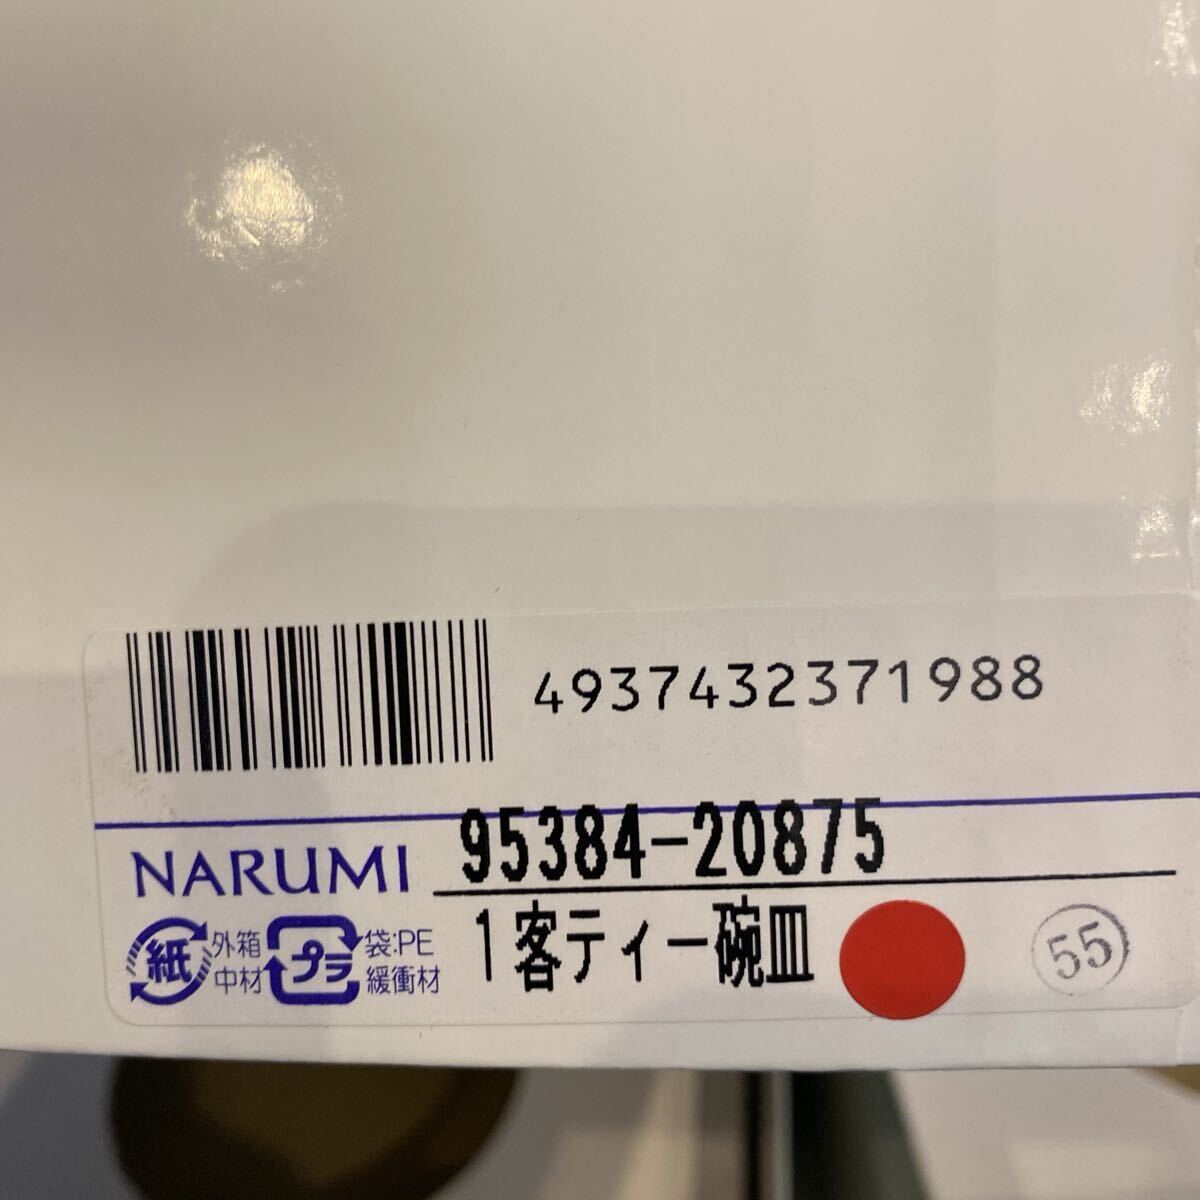 4937432371988
NARUMI 95384-20875
1客ティー碗皿 55
紙 外箱 中材
プラ 袋:PE 緩衝材